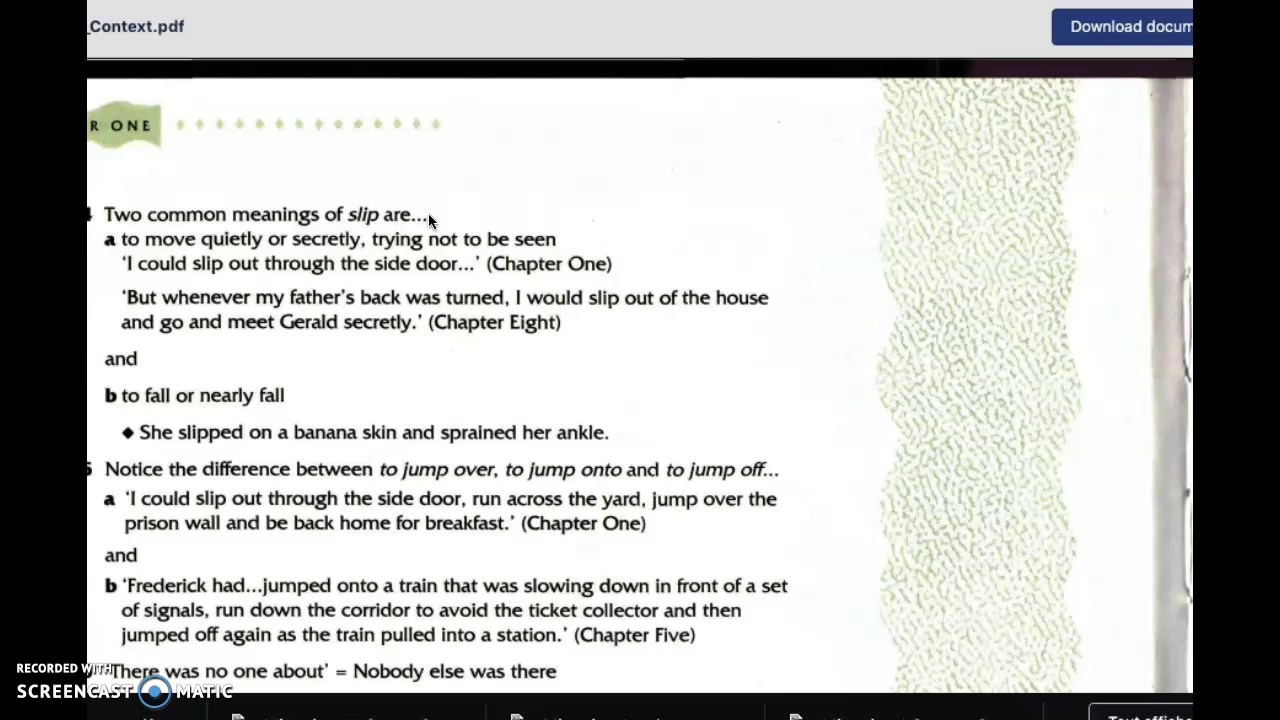 _Context.pdf
Download docum
R ONE
Two common meanings of slip are...
a to move quietly or secretly, trying not to be seen
‘I could slip out through the side door...’ (Chapter One)
‘But whenever my father’s back was turned, I would slip out of the house
and go and meet Gerald secretly.’ (Chapter Eight)
and
b to fall or nearly fall
◆ She slipped on a banana skin and sprained her ankle.
Notice the difference between to jump over, to jump onto and to jump off...
a ‘I could slip out through the side door, run across the yard, jump over the
prison wall and be back home for breakfast.’ (Chapter One)
and
b ‘Frederick had...jumped onto a train that was slowing down in front of a set
of signals, run down the corridor to avoid the ticket collector and then
jumped off again as the train pulled into a station.’ (Chapter Five)
There was no one about’ = Nobody else was there
RECORDED WITH
SCREENCAST MATIC